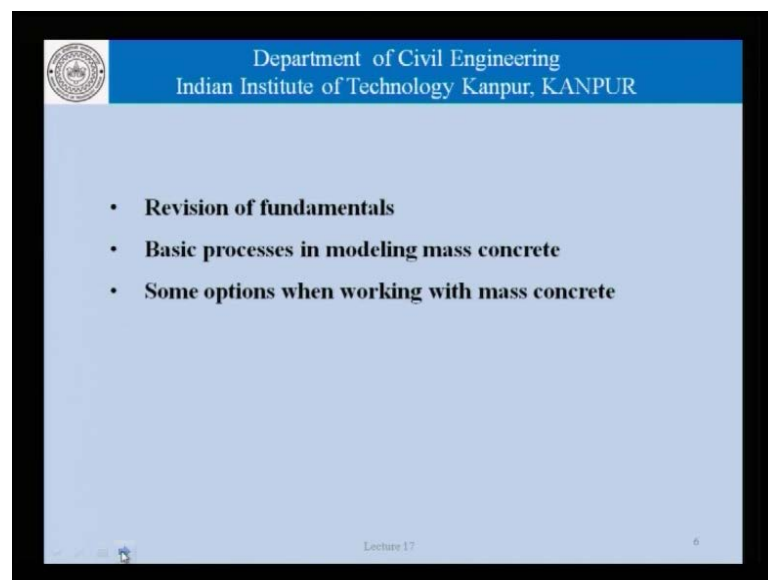 Department of Civil Engineering
Indian Institute of Technology Kanpur, KANPUR
• Revision of fundamentals
• Basic processes in modeling mass concrete
• Some options when working with mass concrete
Lecture 17
6